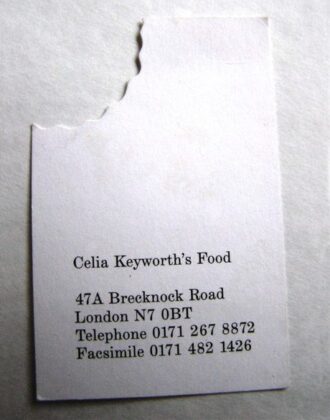 Celia Keyworth's Food
47A Brecknock Road
London N7 0BT
Telephone 0171 267 8872
Facsimile 0171 482 1426